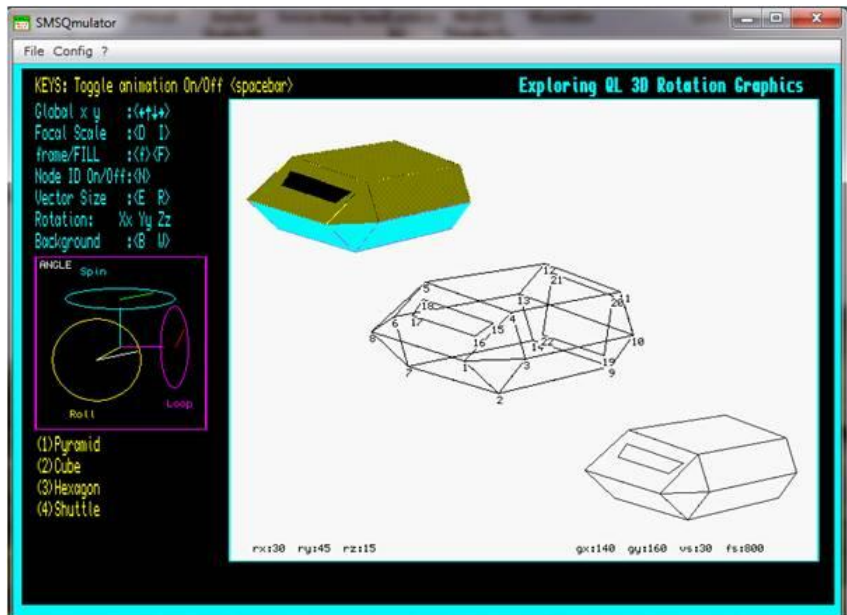 SMSQmulator
File Config ?
KEYS: Toggle animation On/Off <spacebar>
Exploring QL 3D Rotation Graphics
Global x y :<←↑↓→>
Focal Scale :<D I>
frame/FILL :<f><F>
Node ID On/Off:<N>
Vector Size :<E R>
Rotation: Xx Yy Zz
Background :<B W>
ANGLE
Spin
Roll
Loop
(1)Pyramid
(2)Cube
(3)Hexagon
(4)Shuttle
12
21
5
11
20
13
18
17
6
4
15
8
16
14
22
10
1
3
19
7
9
2
rx:30 ry:45 rz:15
gx:140 gy:160 vs:30 fs:800